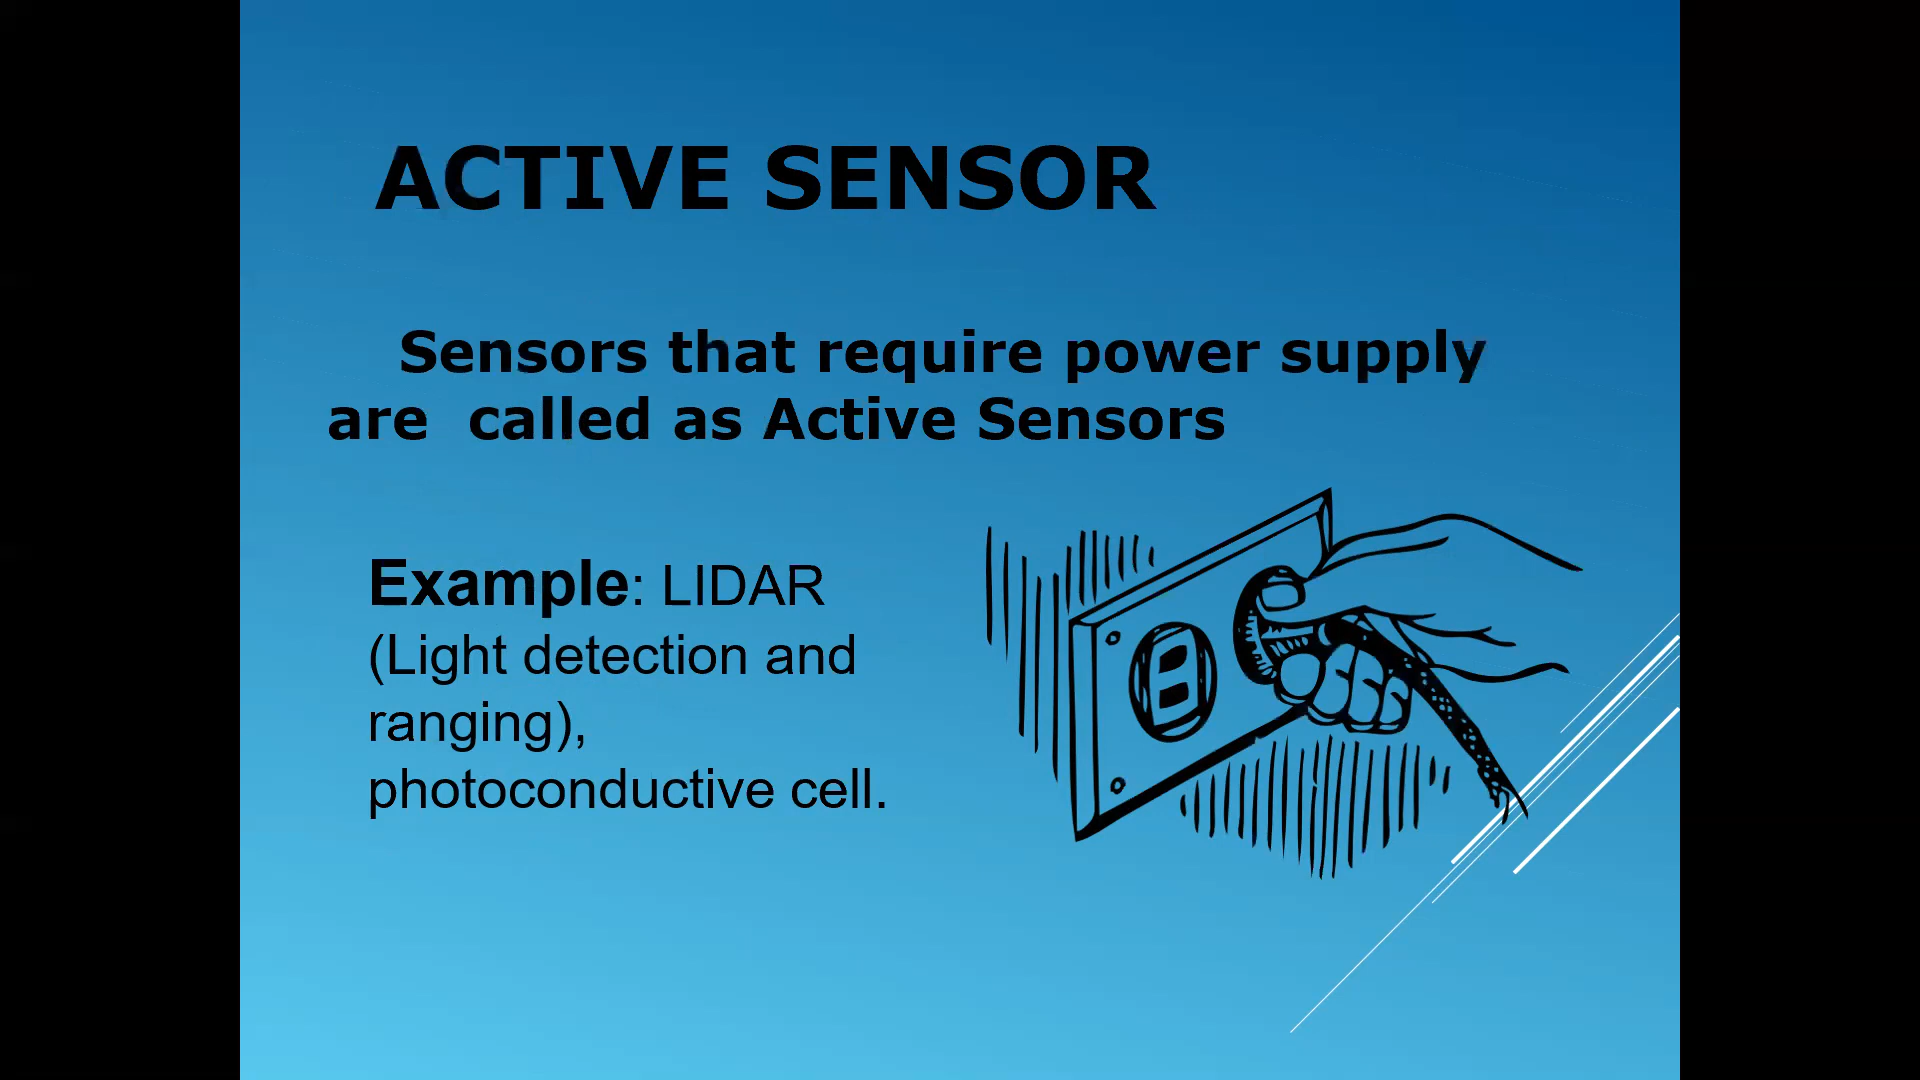 ACTIVE SENSOR
Sensors that require power supply
are called as Active Sensors
Example: LIDAR
(Light detection and
ranging),
photoconductive cell.